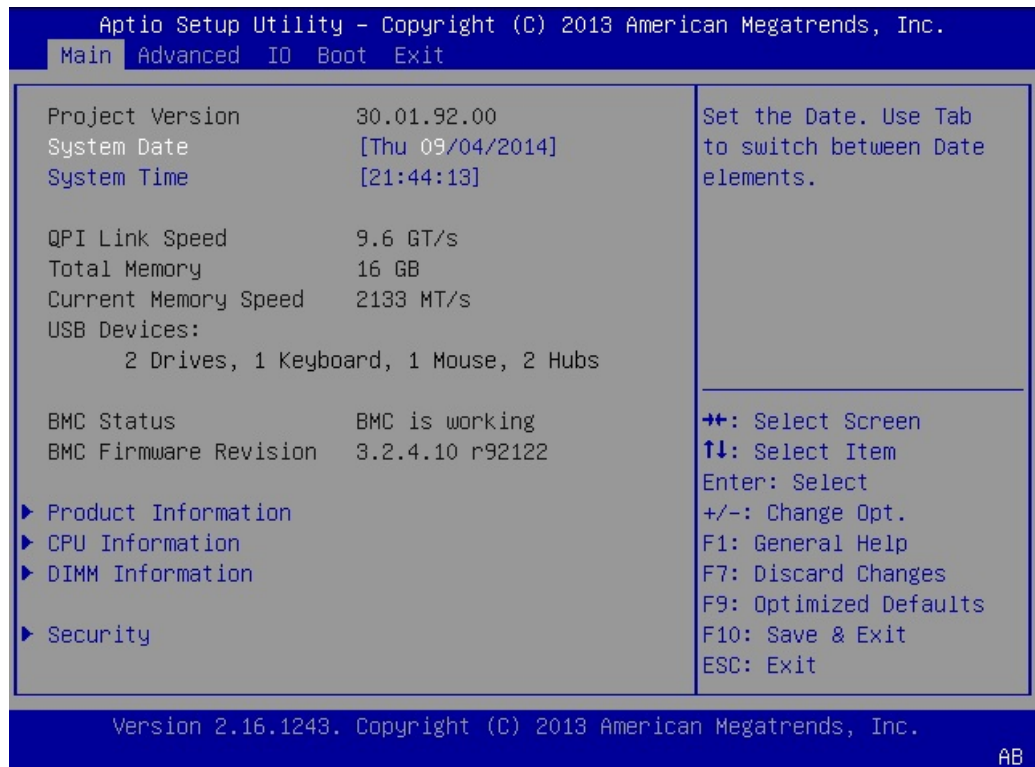 Aptio Setup Utility – Copyright (C) 2013 American Megatrends, Inc.
Main Advanced IO Boot Exit
Project Version 30.01.92.00
System Date [Thu 09/04/2014]
System Time [21:44:13]
QPI Link Speed 9.6 GT/s
Total Memory 16 GB
Current Memory Speed 2133 MT/s
USB Devices:
2 Drives, 1 Keyboard, 1 Mouse, 2 Hubs
BMC Status BMC is working
BMC Firmware Revision 3.2.4.10 r92122
▶ Product Information
▶ CPU Information
▶ DIMM Information
▶ Security
Set the Date. Use Tab
to switch between Date
elements.
→←: Select Screen
↑↓: Select Item
Enter: Select
+/-: Change Opt.
F1: General Help
F7: Discard Changes
F9: Optimized Defaults
F10: Save & Exit
ESC: Exit
Version 2.16.1243. Copyright (C) 2013 American Megatrends, Inc.
AB